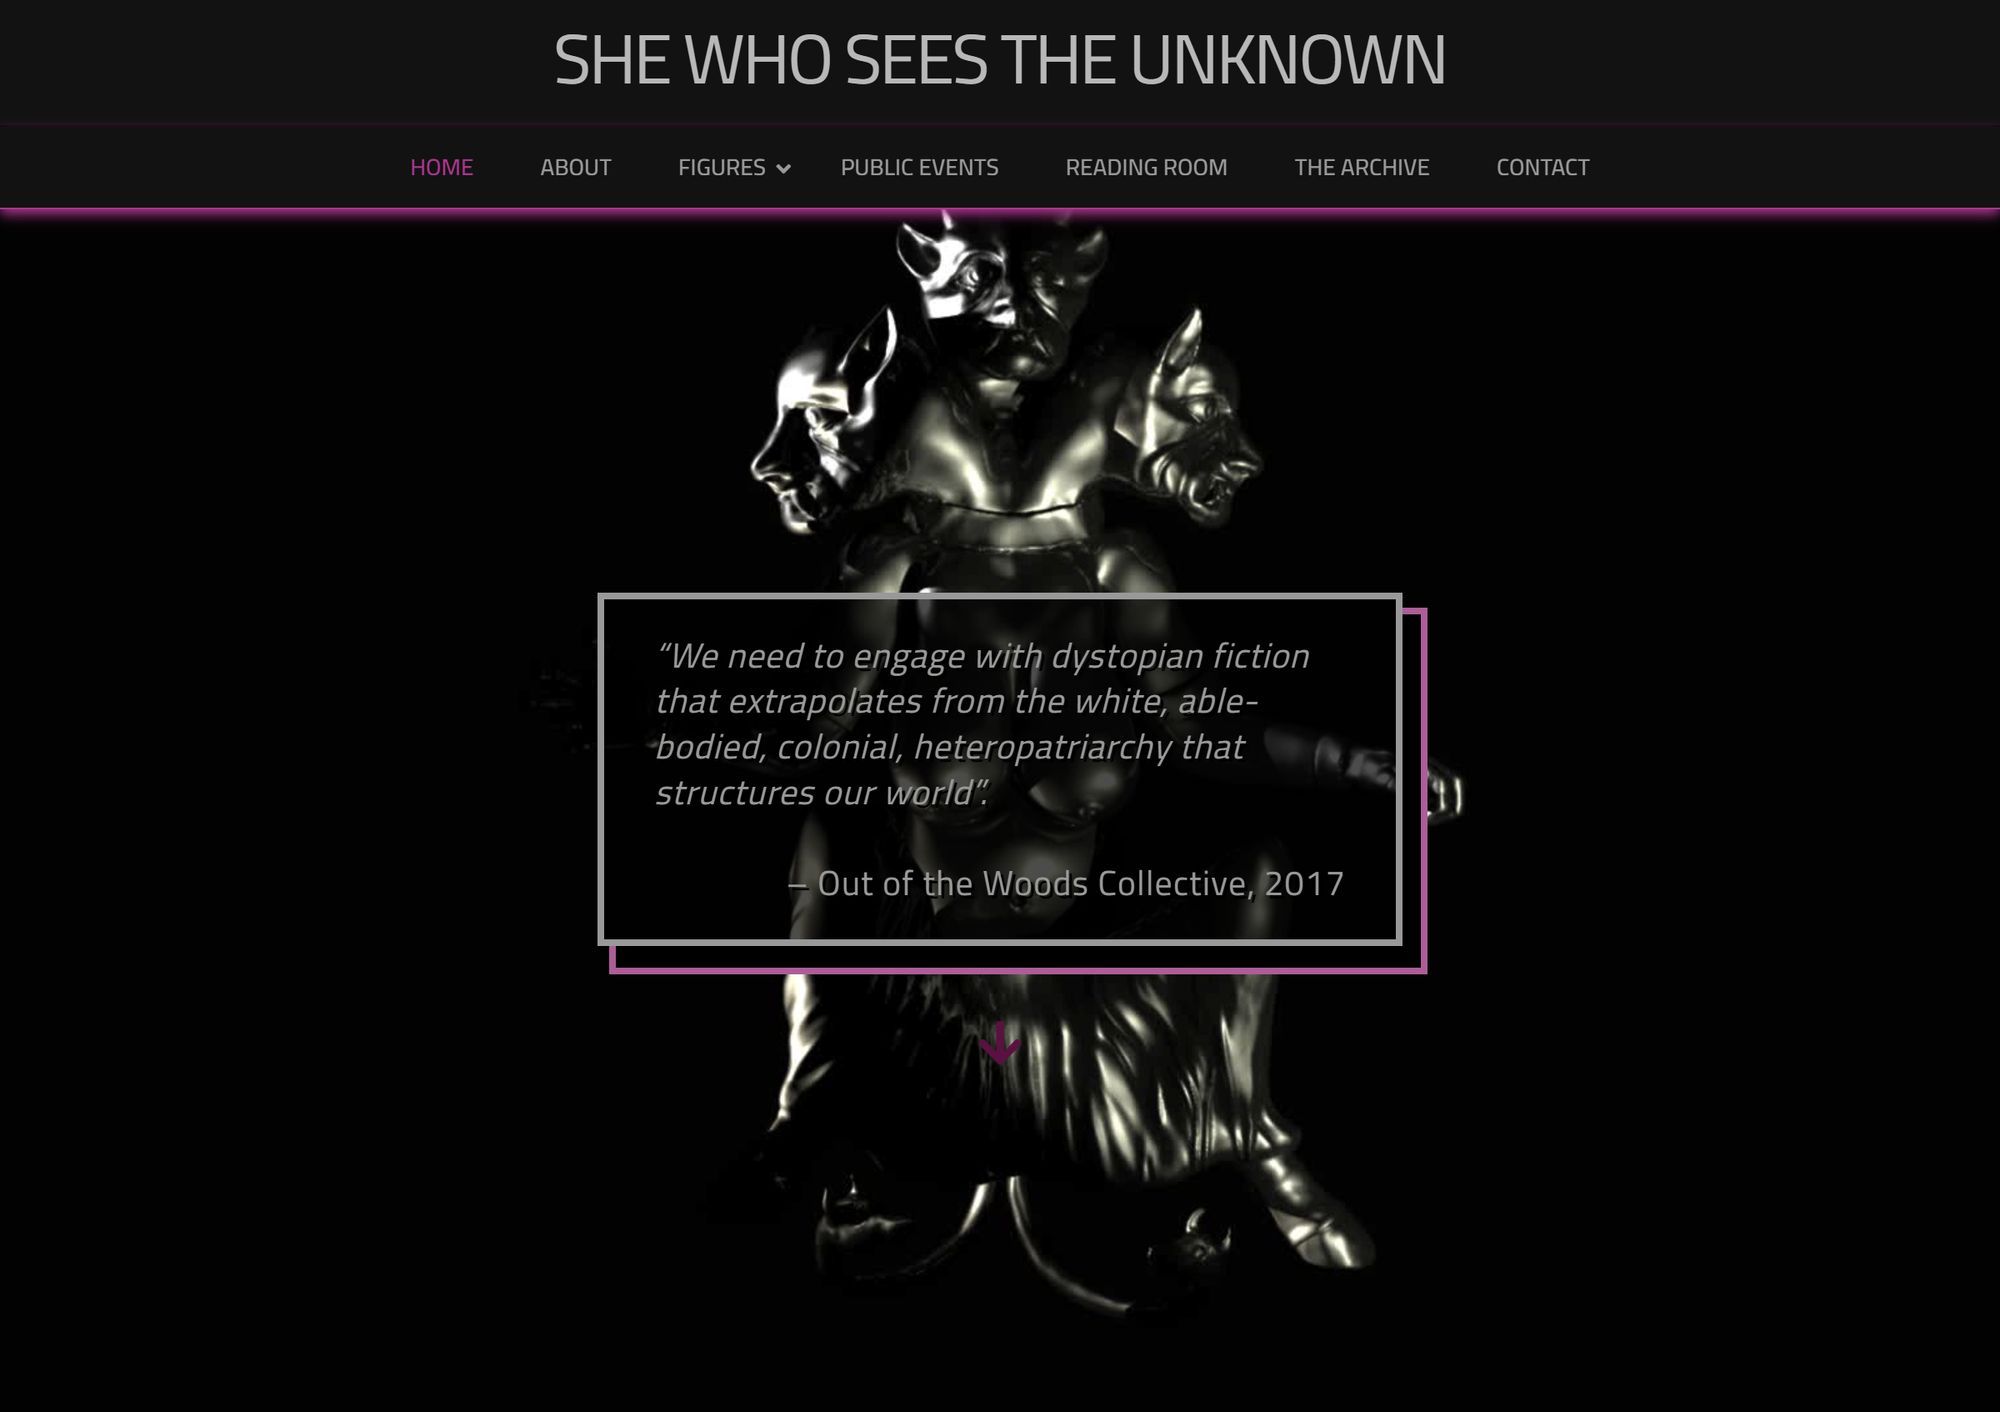 SHE WHO SEES THE UNKNOWN
HOME ABOUT FIGURES PUBLIC EVENTS READING ROOM THE ARCHIVE CONTACT
“We need to engage with dystopian fiction
that extrapolates from the white, able-
bodied, colonial, heteropatriarchy that
structures our world”.
– Out of the Woods Collective, 2017